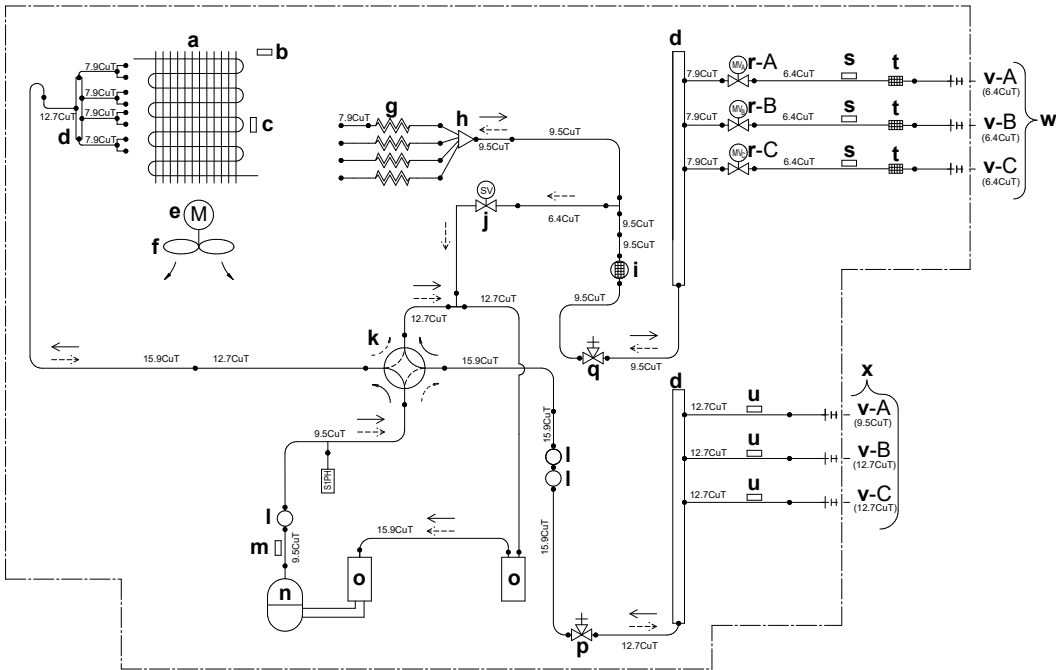 a
b
c
d
7.9CuT
7.9CuT
7.9CuT
7.9CuT
12.7CuT
e
M
f
7.9CuT
g
h
9.5CuT
9.5CuT
SV
j
6.4CuT
9.5CuT
9.5CuT
i
9.5CuT
q
9.5CuT
d
7.9CuT
MVA
r-A
6.4CuT
s
t
v-A
(6.4CuT)
7.9CuT
MVB
r-B
6.4CuT
s
t
v-B
(6.4CuT)
w
7.9CuT
MVC
r-C
6.4CuT
s
t
v-C
(6.4CuT)
12.7CuT
12.7CuT
k
15.9CuT
12.7CuT
15.9CuT
15.9CuT
l
l
15.9CuT
9.5CuT
S1PH
l
m
9.5CuT
n
o
15.9CuT
o
p
12.7CuT
d
x
12.7CuT
u
v-A
(9.5CuT)
12.7CuT
u
v-B
(12.7CuT)
12.7CuT
u
v-C
(12.7CuT)